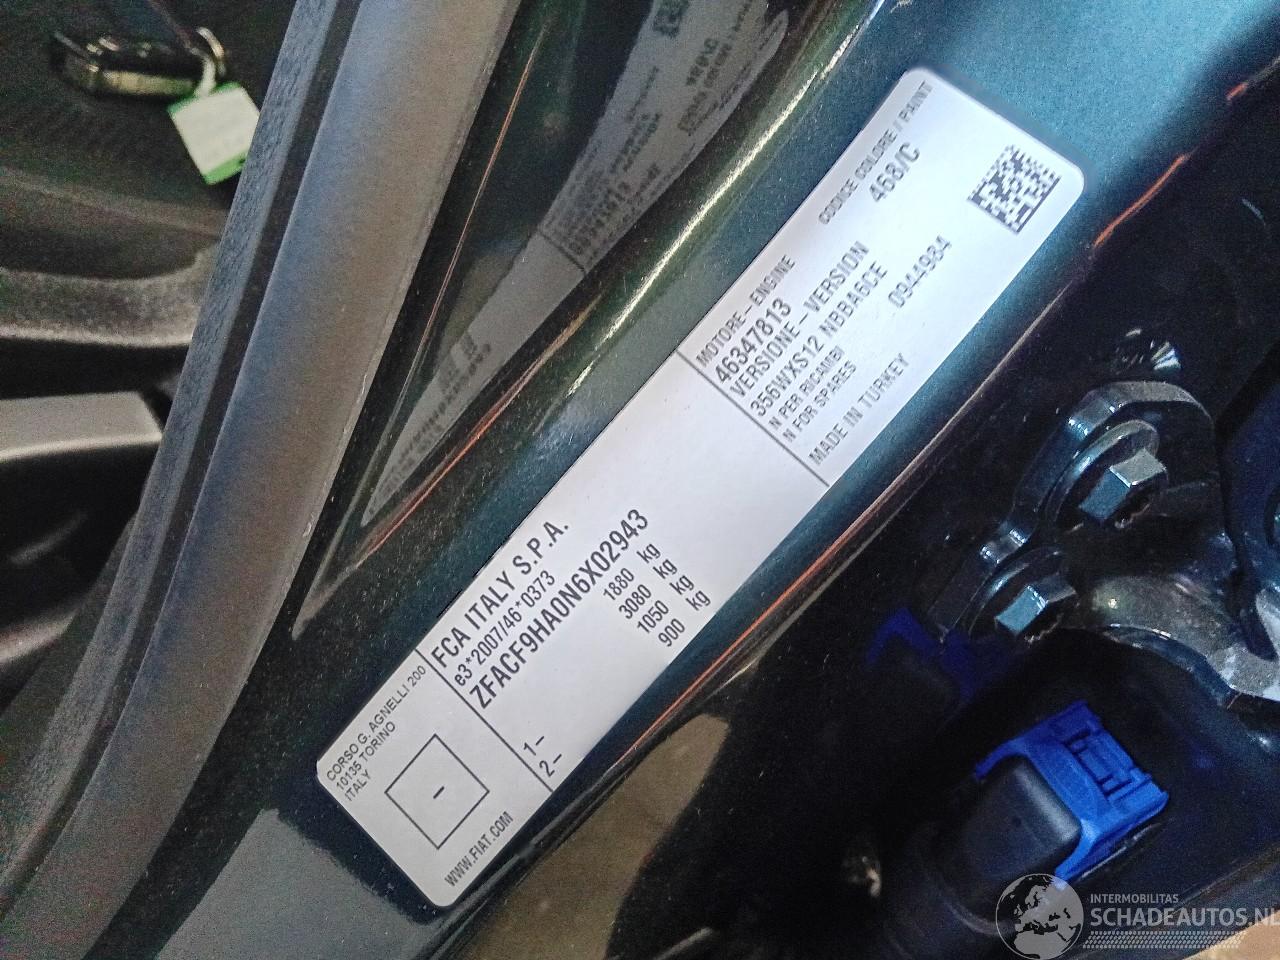 CORSO G. AGNELLI 200
10135 TORINO
ITALY
-
WWW.FIAT.COM
FCA ITALY S.P.A.
e3*2007/46*0373
ZFACF9HA0N6X02943
1880 kg
3080 kg
1- 1050 kg
2- 900 kg
MOTORE - ENGINE
46347813
VERSIONE - VERSION
356WXS12 NBBA6CE
N PER RICAMBI
N FOR SPARES
0944984
MADE IN TURKEY
CODICE COLORE / PAINT
468/C
INTERMOBILITAS
SCHADEAUTOS.NL